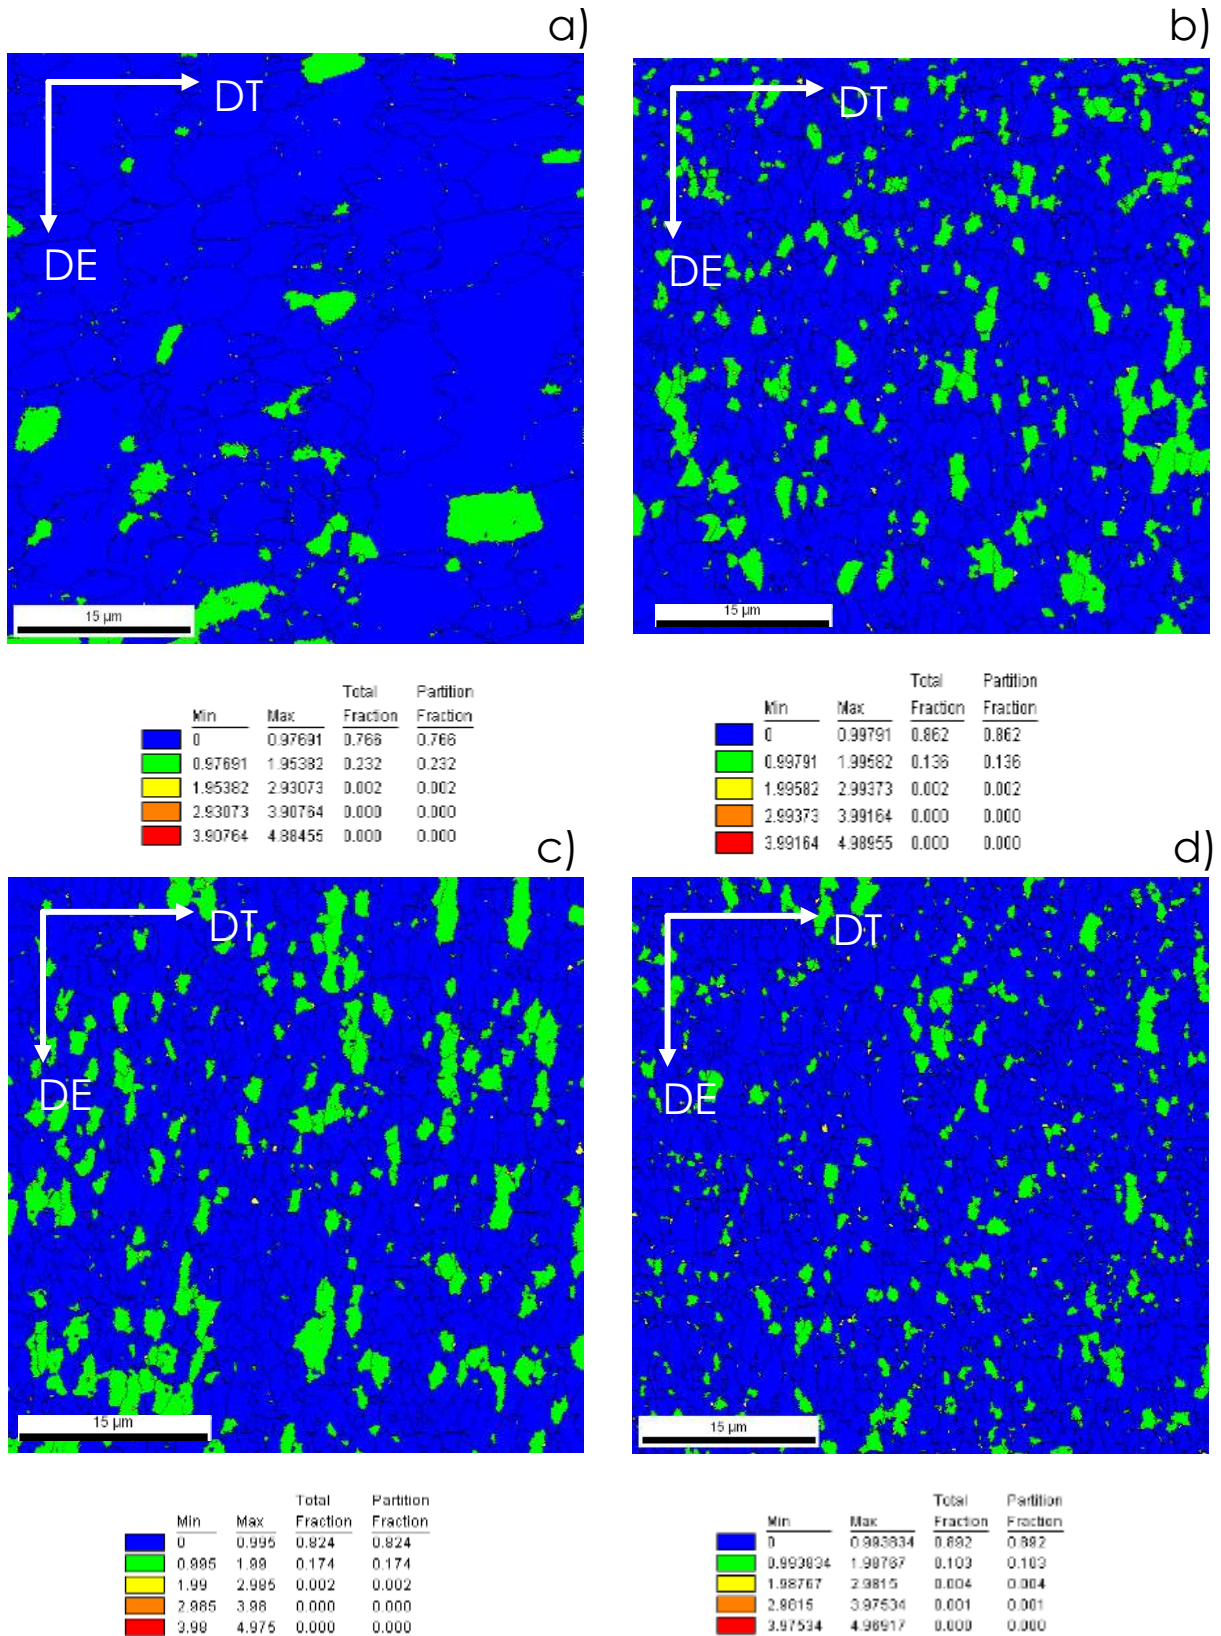 a)
DT
DE
15 µm
Total Partition
Min Max Fraction Fraction
0 0.97691 0.766 0.766
0.97691 1.95382 0.232 0.232
1.95382 2.93073 0.002 0.002
2.93073 3.90764 0.000 0.000
3.90764 4.88455 0.000 0.000
b)
DT
DE
15 µm
Total Partition
Min Max Fraction Fraction
0 0.99791 0.862 0.862
0.99791 1.99582 0.136 0.136
1.99582 2.99373 0.002 0.002
2.99373 3.99164 0.000 0.000
3.99164 4.98955 0.000 0.000
c)
DT
DE
15 µm
Total Partition
Min Max Fraction Fraction
0 0.995 0.824 0.824
0.995 1.99 0.174 0.174
1.99 2.985 0.002 0.002
2.985 3.98 0.000 0.000
3.98 4.975 0.000 0.000
d)
DT
DE
15 µm
Total Partition
Min Max Fraction Fraction
0 0.993834 0.892 0.892
0.993834 1.98767 0.103 0.103
1.98767 2.9815 0.004 0.004
2.9815 3.97534 0.001 0.001
3.97534 4.96917 0.000 0.000